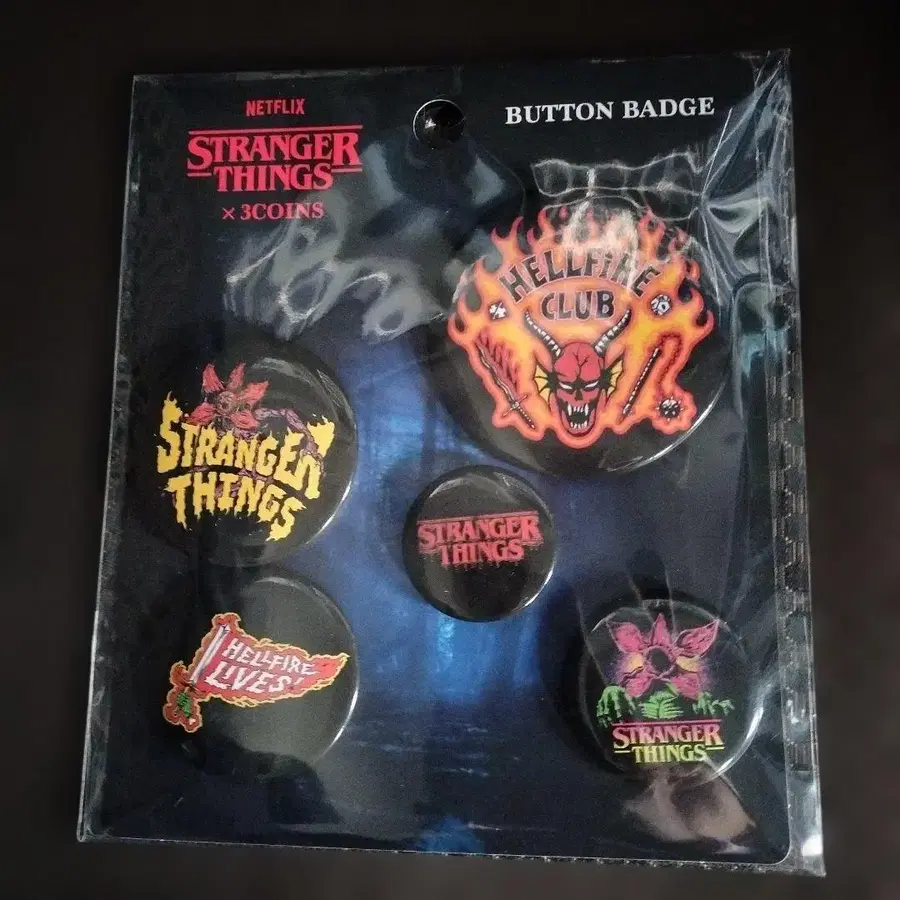 NETFLIX
STRANGER
THINGS
×3COINS
BUTTON BADGE
HELLFIRE
CLUB
STRANGER
THINGS
STRANGER
THINGS
HELLFIRE
LIVES!
STRANGER
THINGS